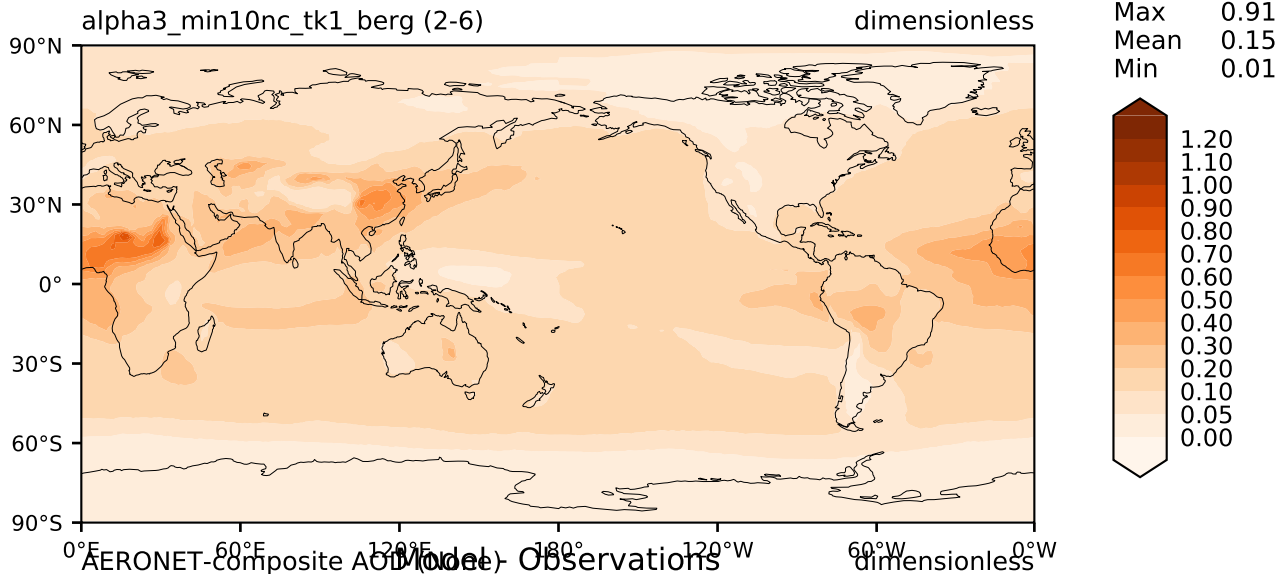 alpha3_min10nc_tk1_berg (2-6) dimensionless
Max 0.91
Mean 0.15
Min 0.01
90°N
60°N
30°N
0°
30°S
60°S
90°S
0°E 60°E 120°E 180° 120°W 60°W 0°W
1.20
1.10
1.00
0.90
0.80
0.70
0.60
0.50
0.40
0.30
0.20
0.10
0.05
0.00
AERONET-composite AOD (None) dimensionless
Model - Observations